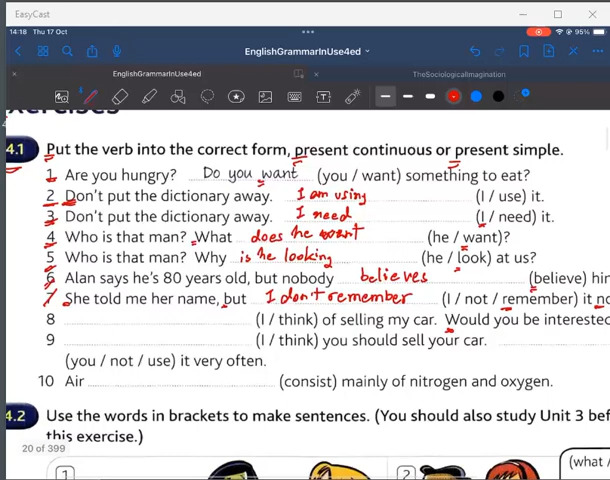 EasyCast
14:18 Thu 17 Oct
95%
EnglishGrammarInUse4ed
EnglishGrammarInUse4ed
TheSociologicalImagination
Exercises
4.1 Put the verb into the correct form, present continuous or present simple.
1 Are you hungry? Do you want (you / want) something to eat?
2 Don't put the dictionary away. I am using (I / use) it.
3 Don't put the dictionary away. I need (I / need) it.
4 Who is that man? What does he want (he / want)?
5 Who is that man? Why is he looking (he / look) at us?
6 Alan says he's 80 years old, but nobody believes (believe) him
7 She told me her name, but I don't remember (I / not / remember) it no
8 (I / think) of selling my car. Would you be interested
9 (I / think) you should sell your car.
(you / not / use) it very often.
10 Air (consist) mainly of nitrogen and oxygen.
4.2 Use the words in brackets to make sentences. (You should also study Unit 3 bef
this exercise.)
20 of 399
1
2
(what /